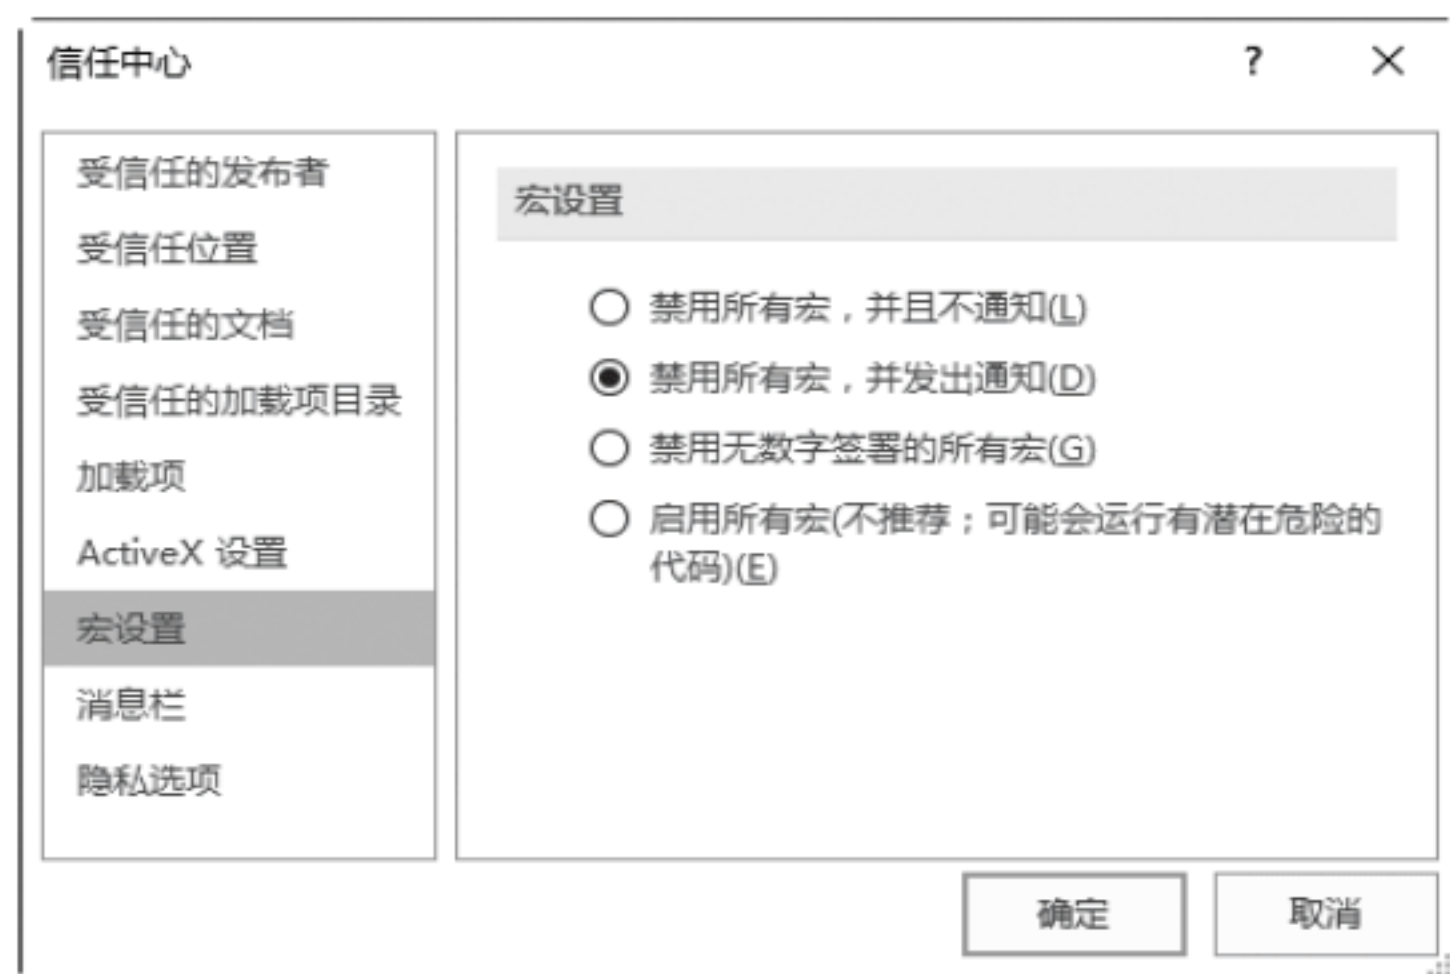 信任中心
?
×
受信任的发布者
受信任位置
受信任的文档
受信任的加载项目录
加载项
ActiveX 设置
宏设置
消息栏
隐私选项
宏设置
禁用所有宏，并且不通知(L)
禁用所有宏，并发出通知(D)
禁用无数字签署的所有宏(G)
启用所有宏(不推荐；可能会运行有潜在危险的
代码)(E)
确定
取消